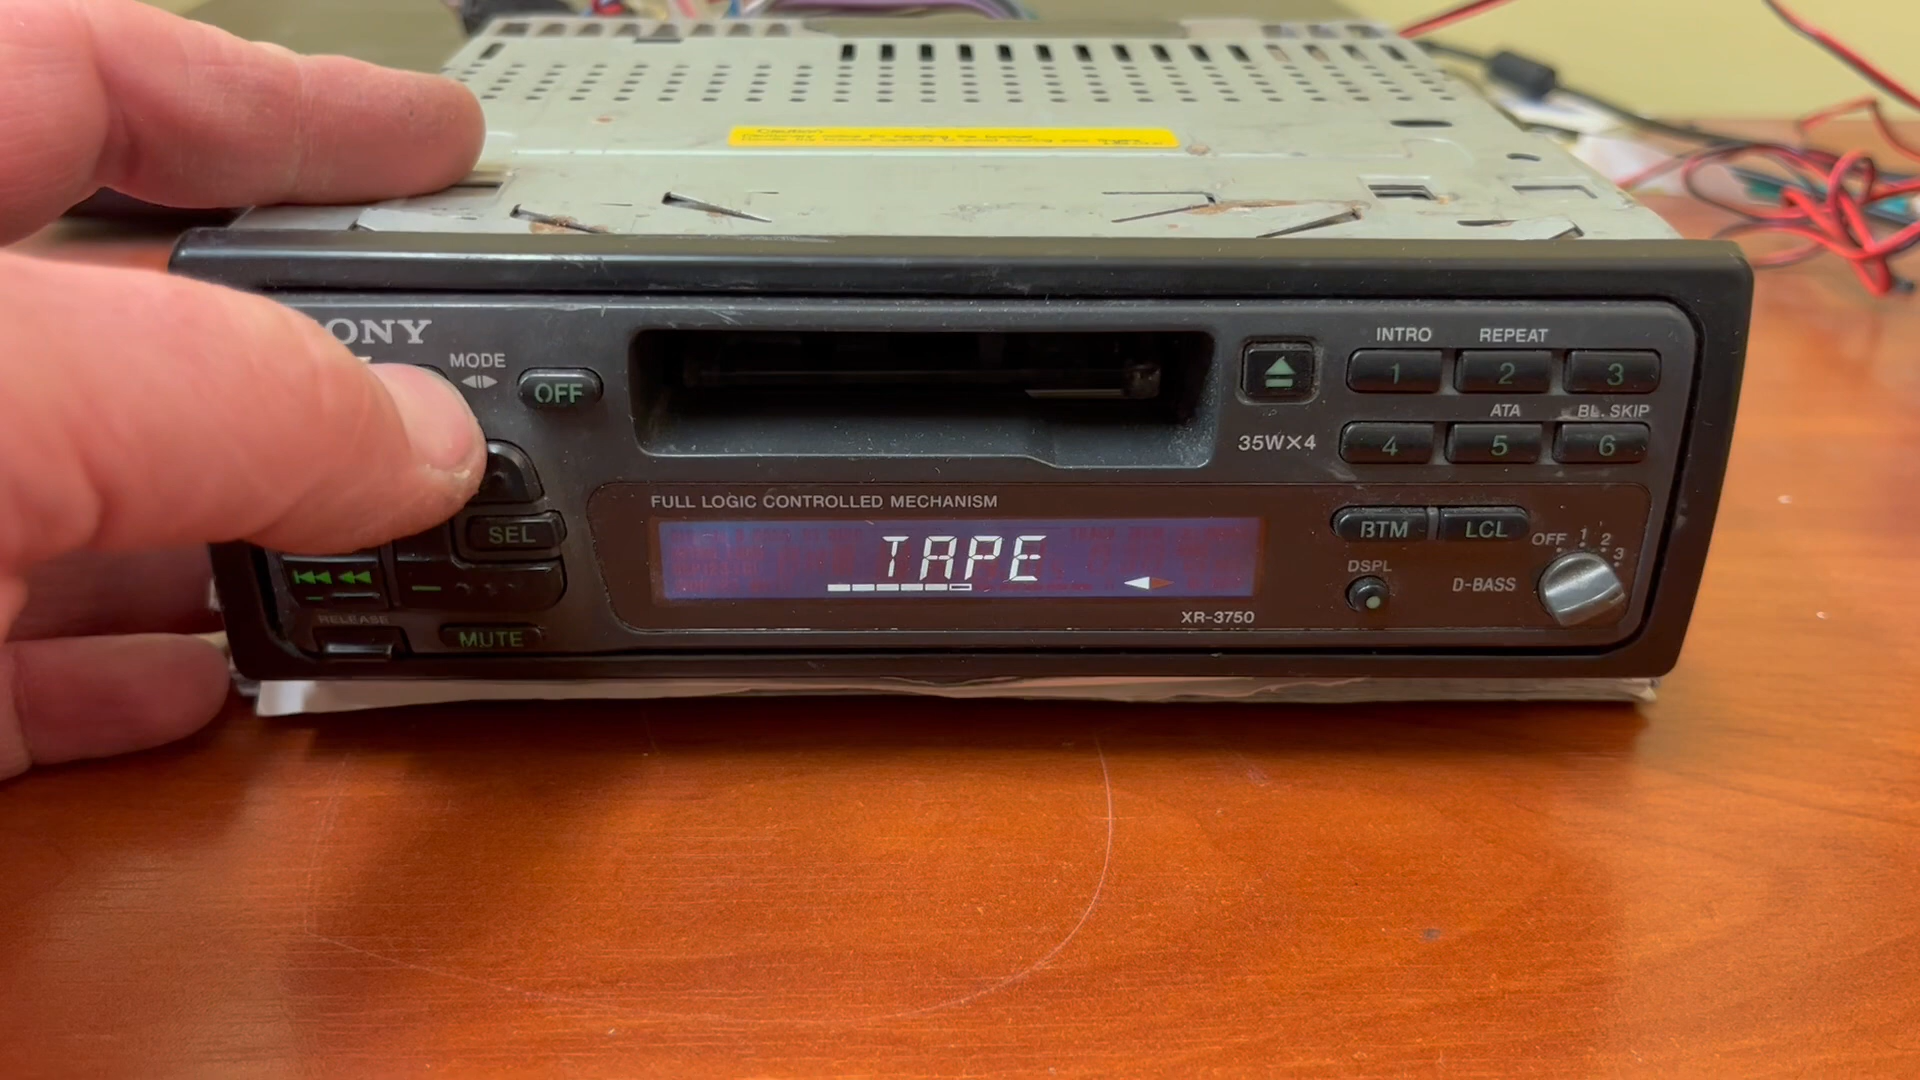 Caution
ONY
MODE
OFF
INTRO REPEAT
1 2 3
ATA BL. SKIP
35W×4
4 5 6
FULL LOGIC CONTROLLED MECHANISM
SEL
TAPE
BTM LCL
OFF 1 2 3
DSPL
D-BASS
XR-3750
RELEASE
MUTE